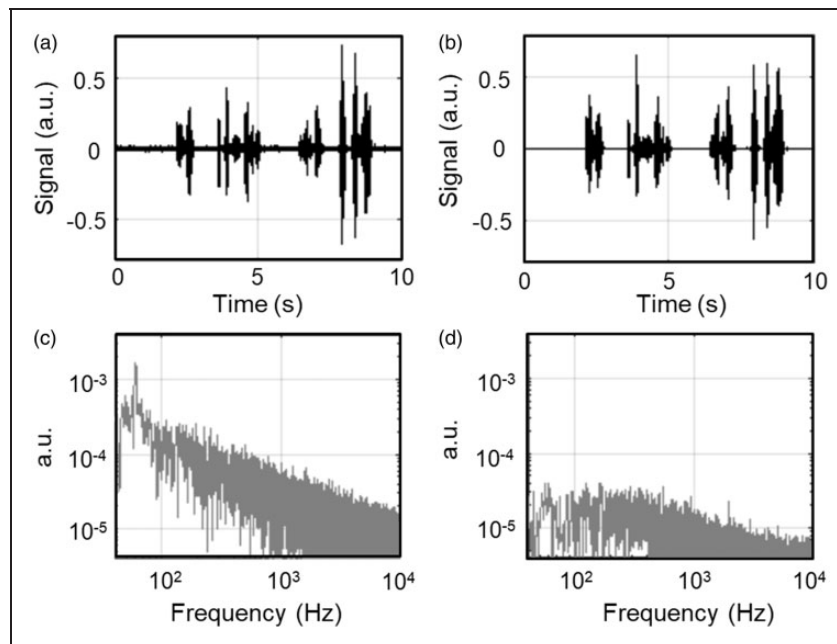 (a)
Signal (a.u.)
0.5
0
-0.5
0 5 10
Time (s)
(b)
Signal (a.u.)
0.5
0
-0.5
0 5 10
Time (s)
(c)
a.u.
10⁻³
10⁻⁴
10⁻⁵
10² 10³ 10⁴
Frequency (Hz)
(d)
a.u.
10⁻³
10⁻⁴
10⁻⁵
10² 10³ 10⁴
Frequency (Hz)